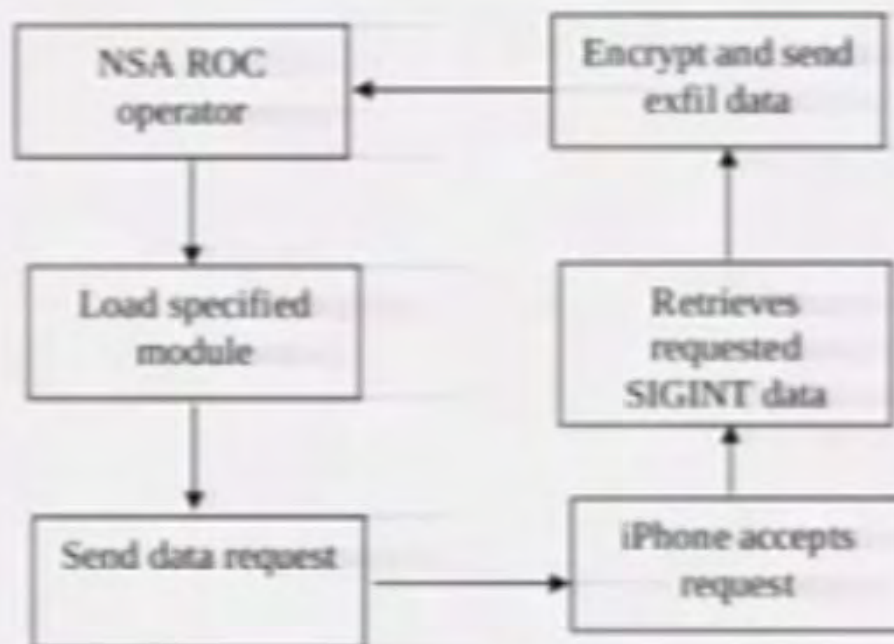 NSA ROC
operator
Load specified
module
Send data request
iPhone accepts
request
Retrieves
requested
SIGINT data
Encrypt and send
exfil data